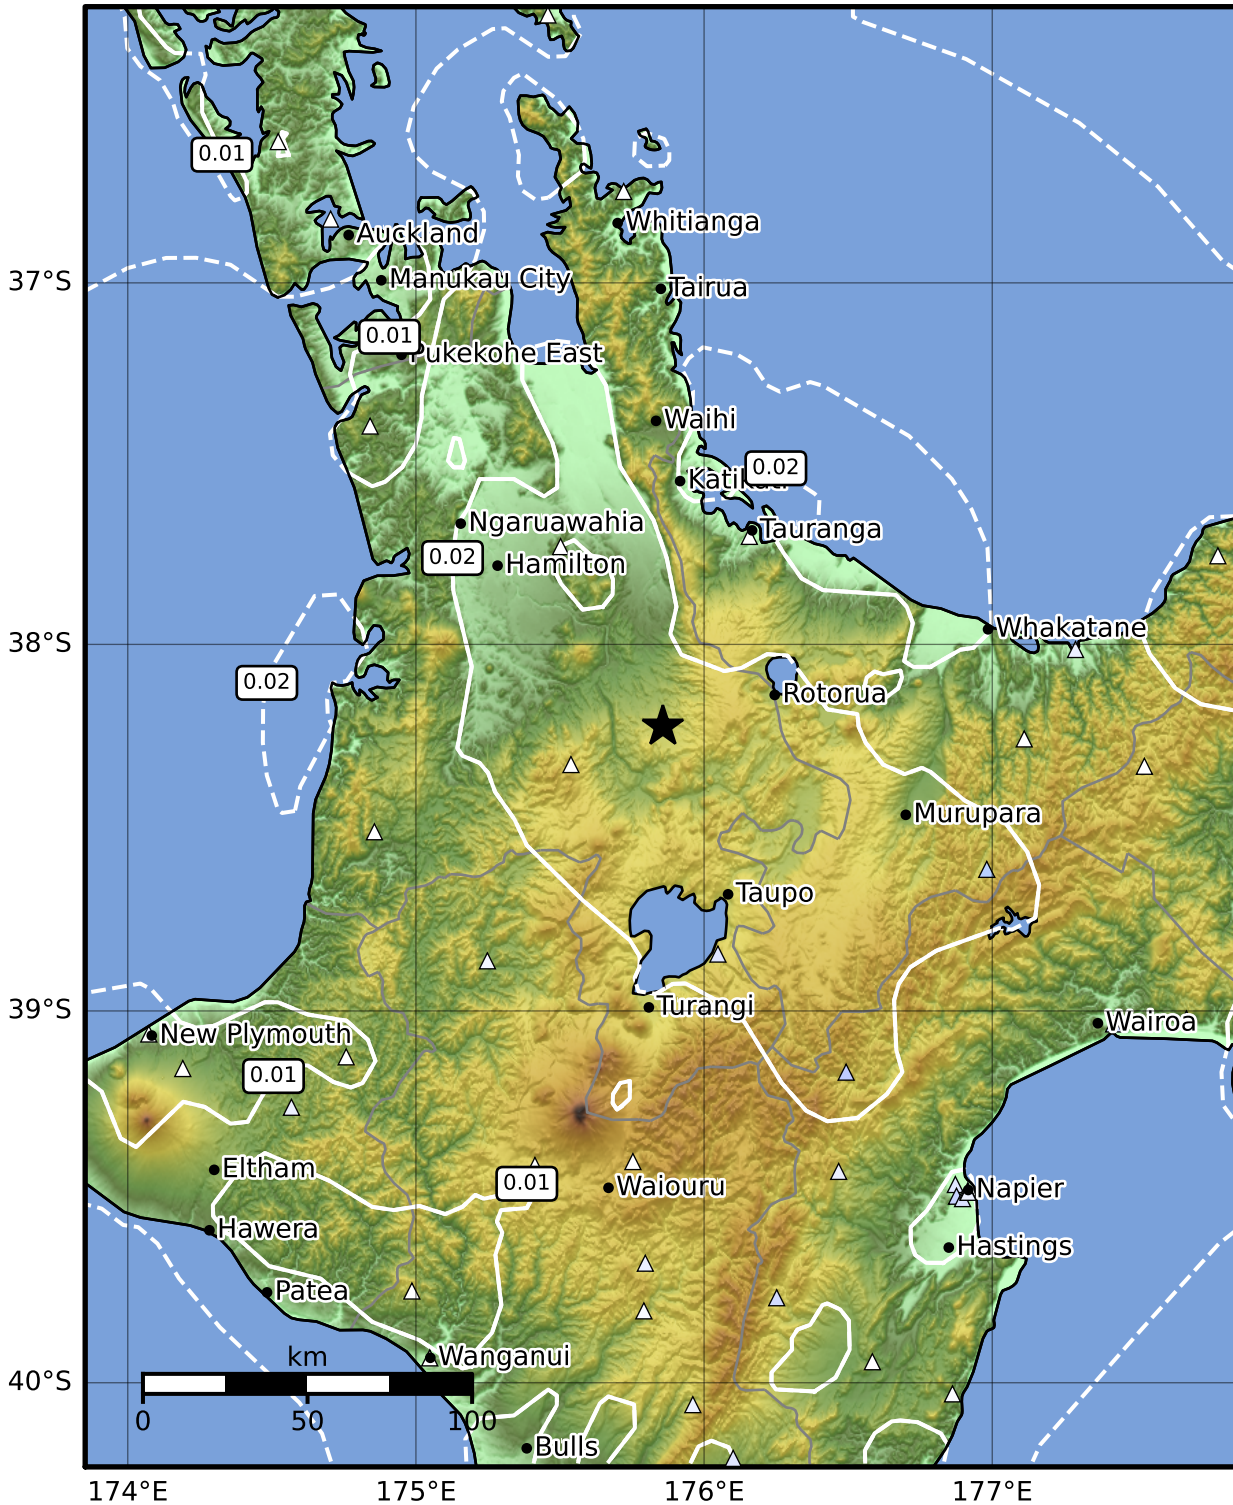 0.01
Auckland
Whitianga
Manukau City
37°S
Tairua
0.01
Pukekohe East
Waihi
0.02
Katikati
Ngaruawahia
Tauranga
0.02
Hamilton
38°S
Whakatane
0.02
Rotorua
Murupara
Taupo
39°S
Turangi
Wairoa
New Plymouth
0.01
Eltham
0.01
Waiouru
Napier
Hawera
Hastings
Patea
km
Wanganui
40°S
0
50
100
Bulls
174°E
175°E
176°E
177°E